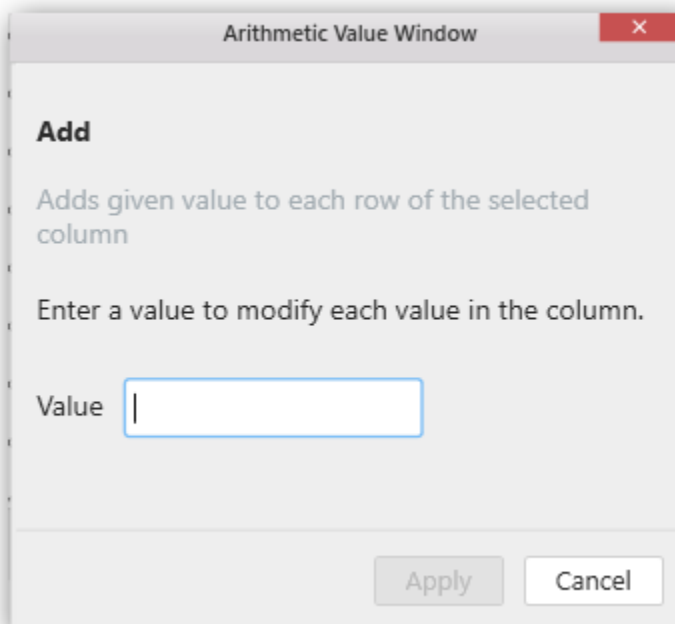 Arithmetic Value Window
Add
Adds given value to each row of the selected
column
Enter a value to modify each value in the column.
Value
Apply
Cancel